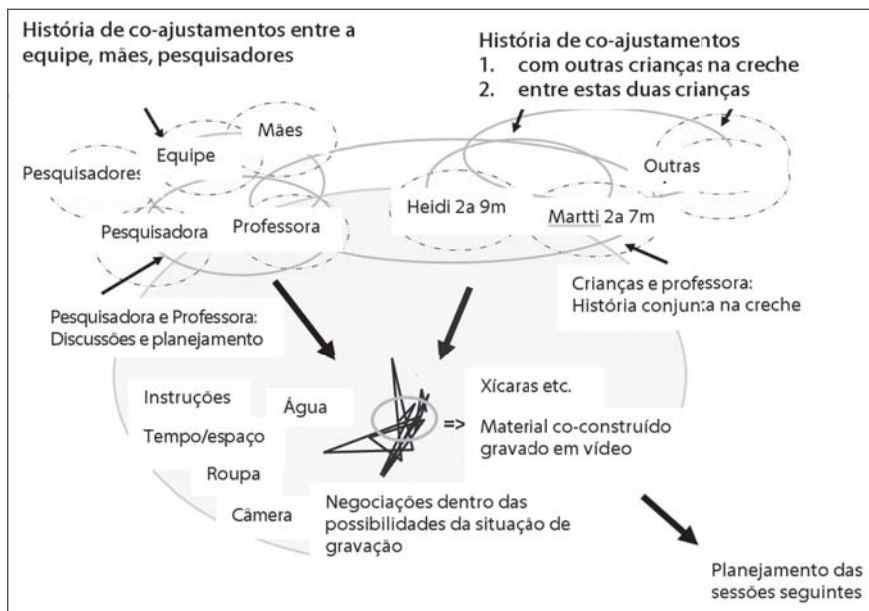 História de co-ajustamentos entre a
equipe, mães, pesquisadores
História de co-ajustamentos
1. com outras crianças na creche
2. entre estas duas crianças
Mães
Equipe
Pesquisadores
Outras
Heidi 2a 9m
Martti 2a 7m
Pesquisadora
Professora
Crianças e professora:
História conjunta na creche
Pesquisadora e Professora:
Discussões e planejamento
Instruções
Água
Tempo/espaço
Roupa
Câmera
Xícaras etc.
=> Material co-construído
gravado em vídeo
Negociações dentro das
possibilidades da situação de
gravação
Planejamento das
sessões seguintes